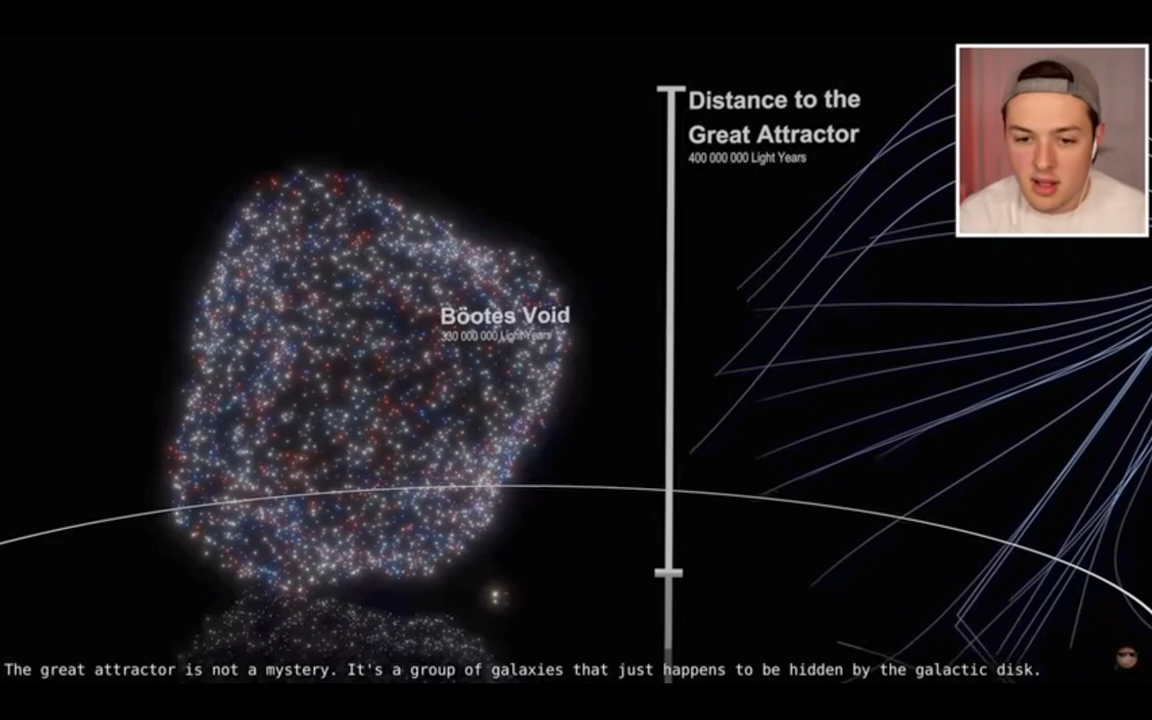 Distance to the
Great Attractor
400 000 000 Light Years
Böotes Void
330 000 000 Light Years
The great attractor is not a mystery. It's a group of galaxies that just happens to be hidden by the galactic disk.